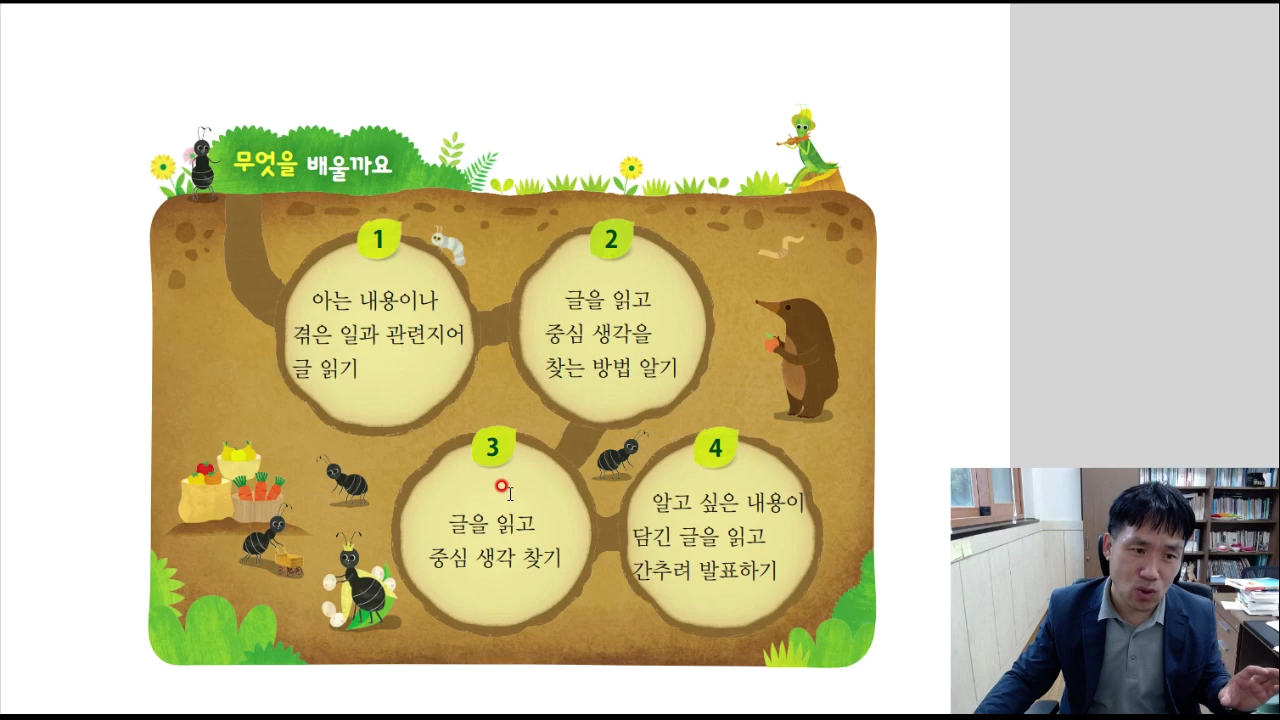 무엇을 배울까요
1
아는 내용이나
겪은 일과 관련지어
글 읽기
2
글을 읽고
중심 생각을
찾는 방법 알기
3
글을 읽고
중심 생각 찾기
4
알고 싶은 내용이
담긴 글을 읽고
간추려 발표하기